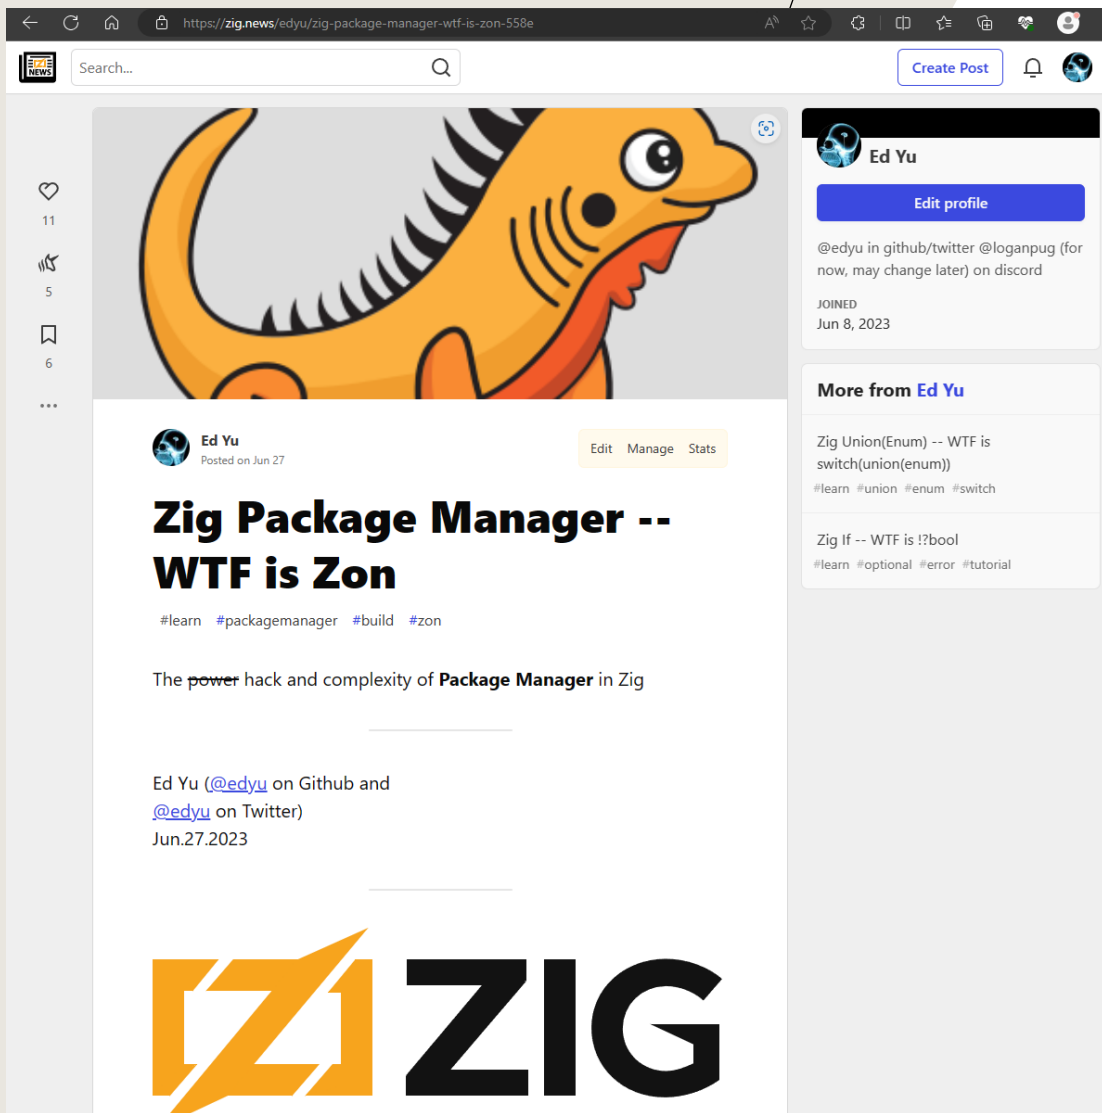 https://zig.news/edyu/zig-package-manager-wtf-is-zon-558e
NEWS
Search...
Create Post
11
5
6
Ed Yu
Posted on Jun 27
Edit Manage Stats
Zig Package Manager --
WTF is Zon
#learn #packagemanager #build #zon
The power hack and complexity of Package Manager in Zig
Ed Yu (@edyu on Github and
@edyu on Twitter)
Jun.27.2023
ZIG
Ed Yu
Edit profile
@edyu in github/twitter @loganpug (for
now, may change later) on discord
JOINED
Jun 8, 2023
More from Ed Yu
Zig Union(Enum) -- WTF is
switch(union(enum))
#learn #union #enum #switch
Zig If -- WTF is !?bool
#learn #optional #error #tutorial